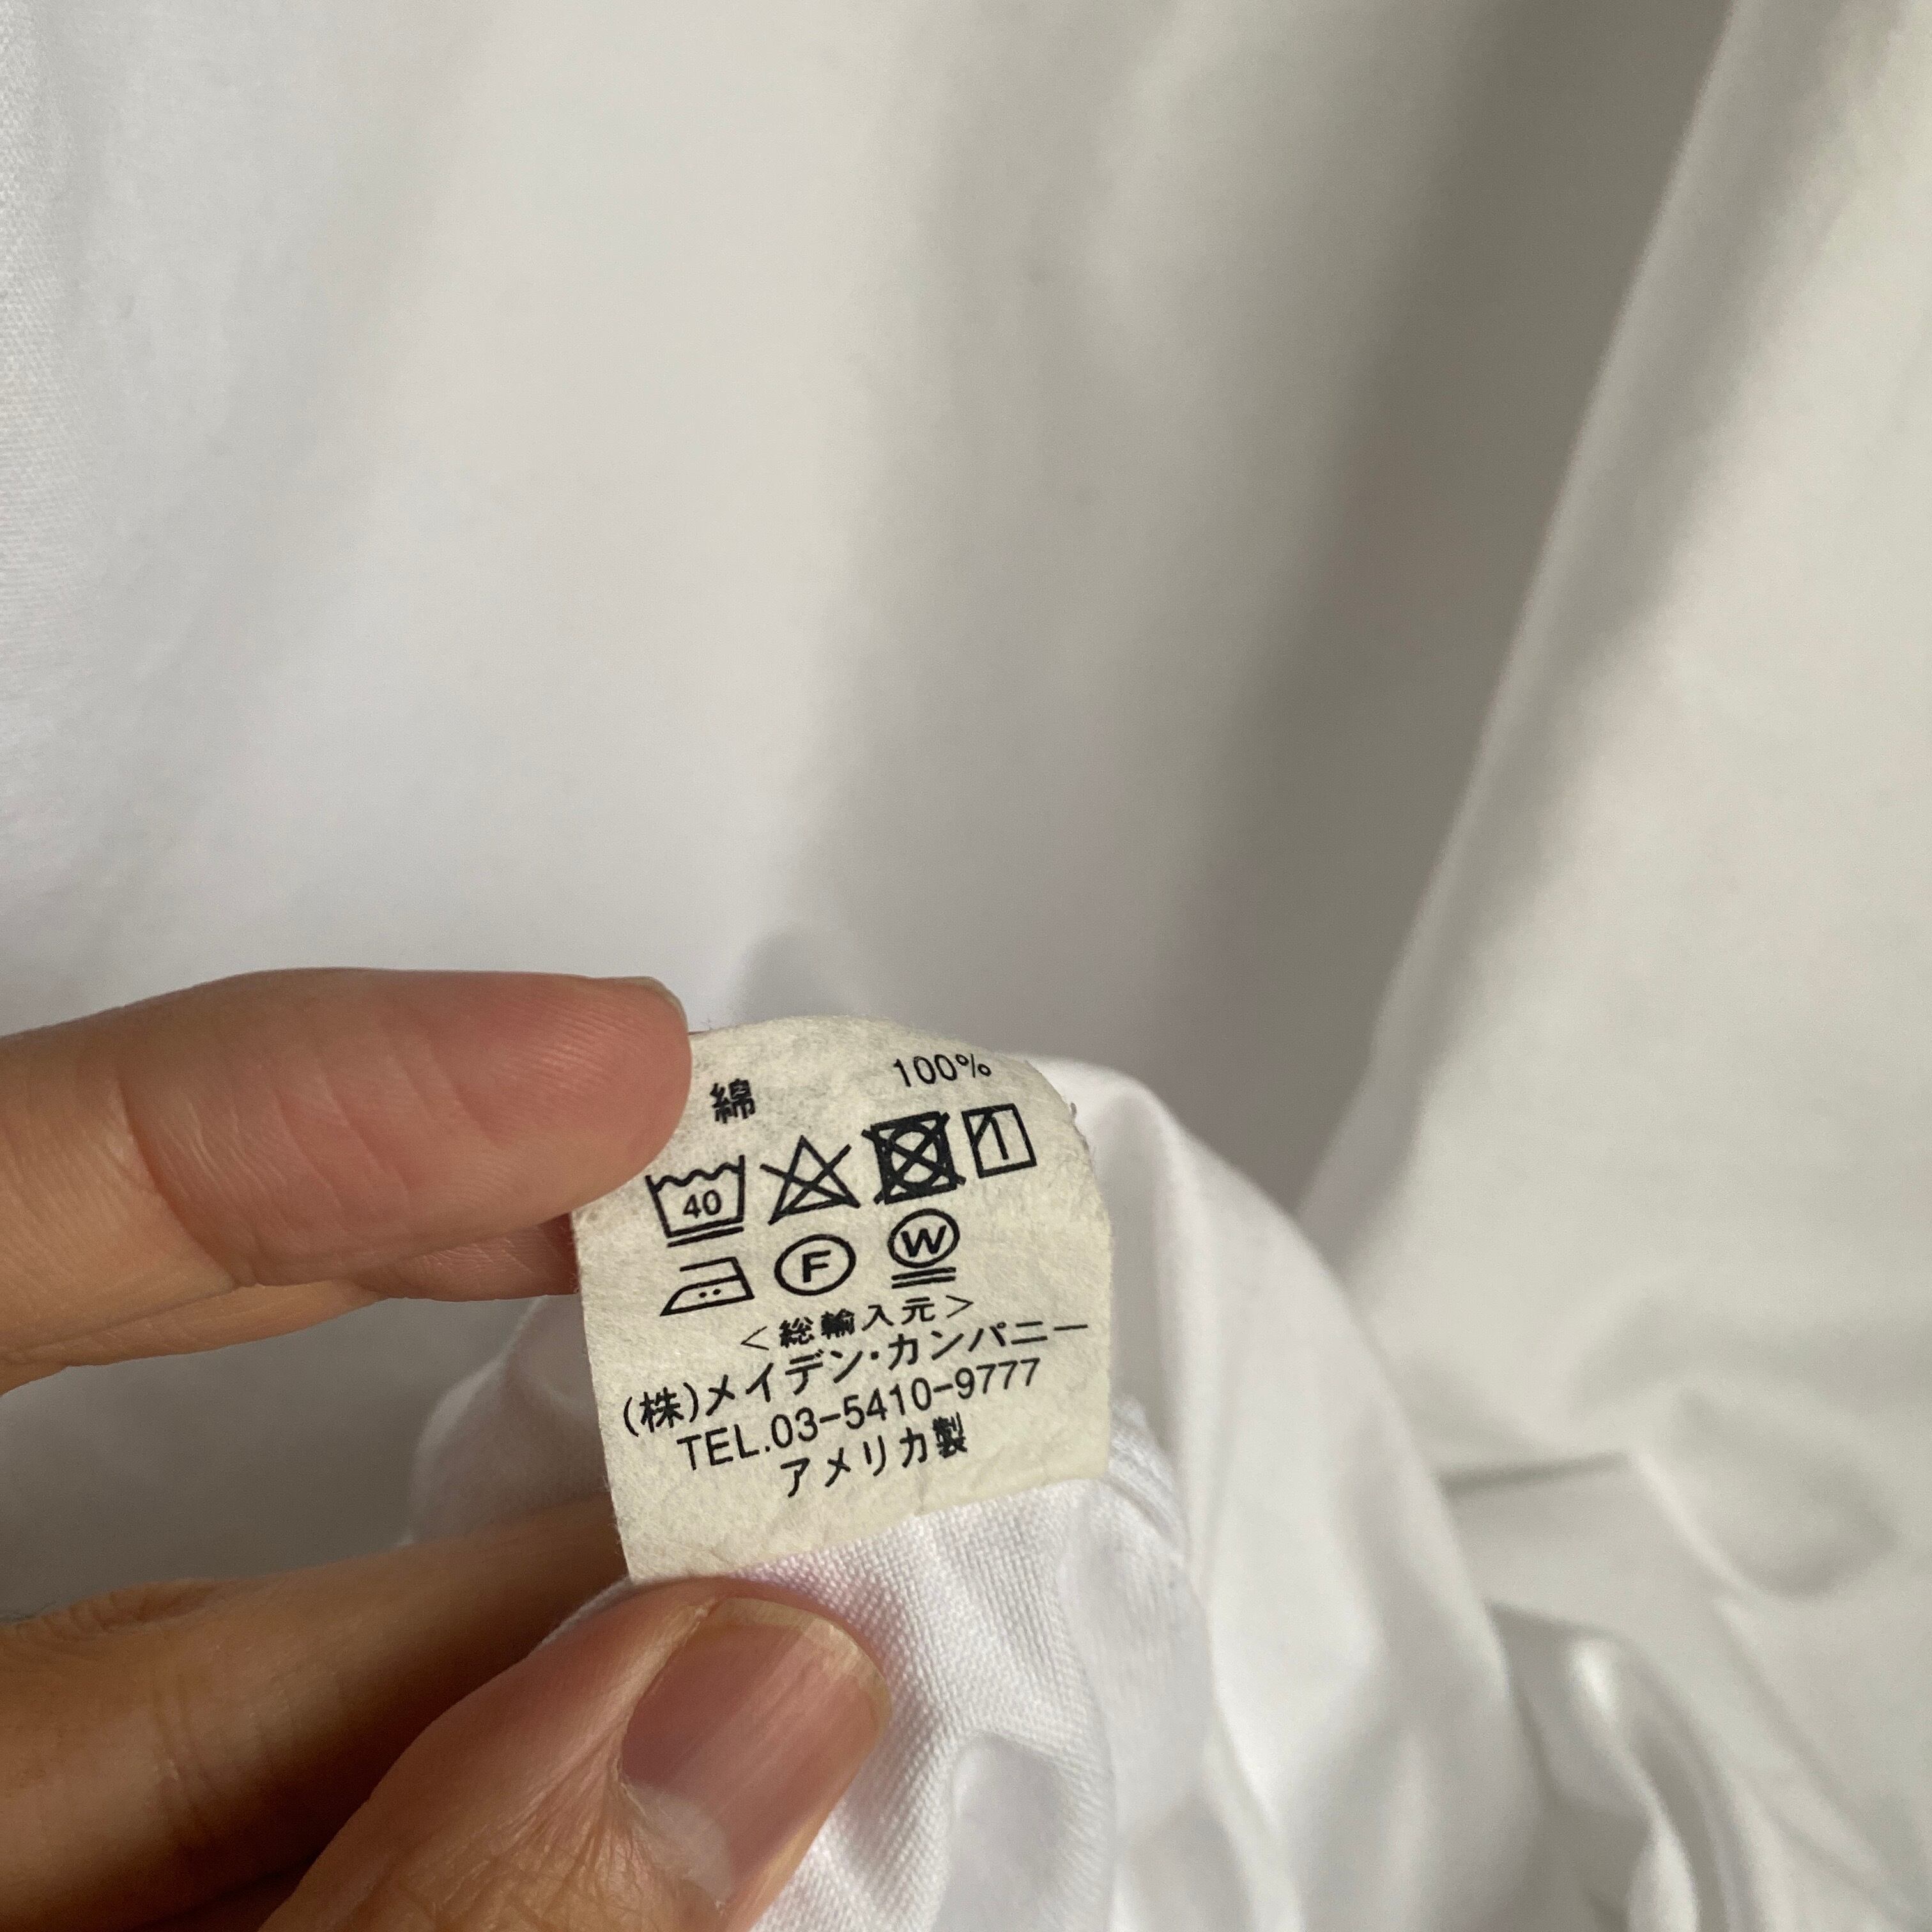 綿 100%
40
F W
<総輸入元>
(株)メイデン・カンパニー
TEL.03-5410-9777
アメリカ製